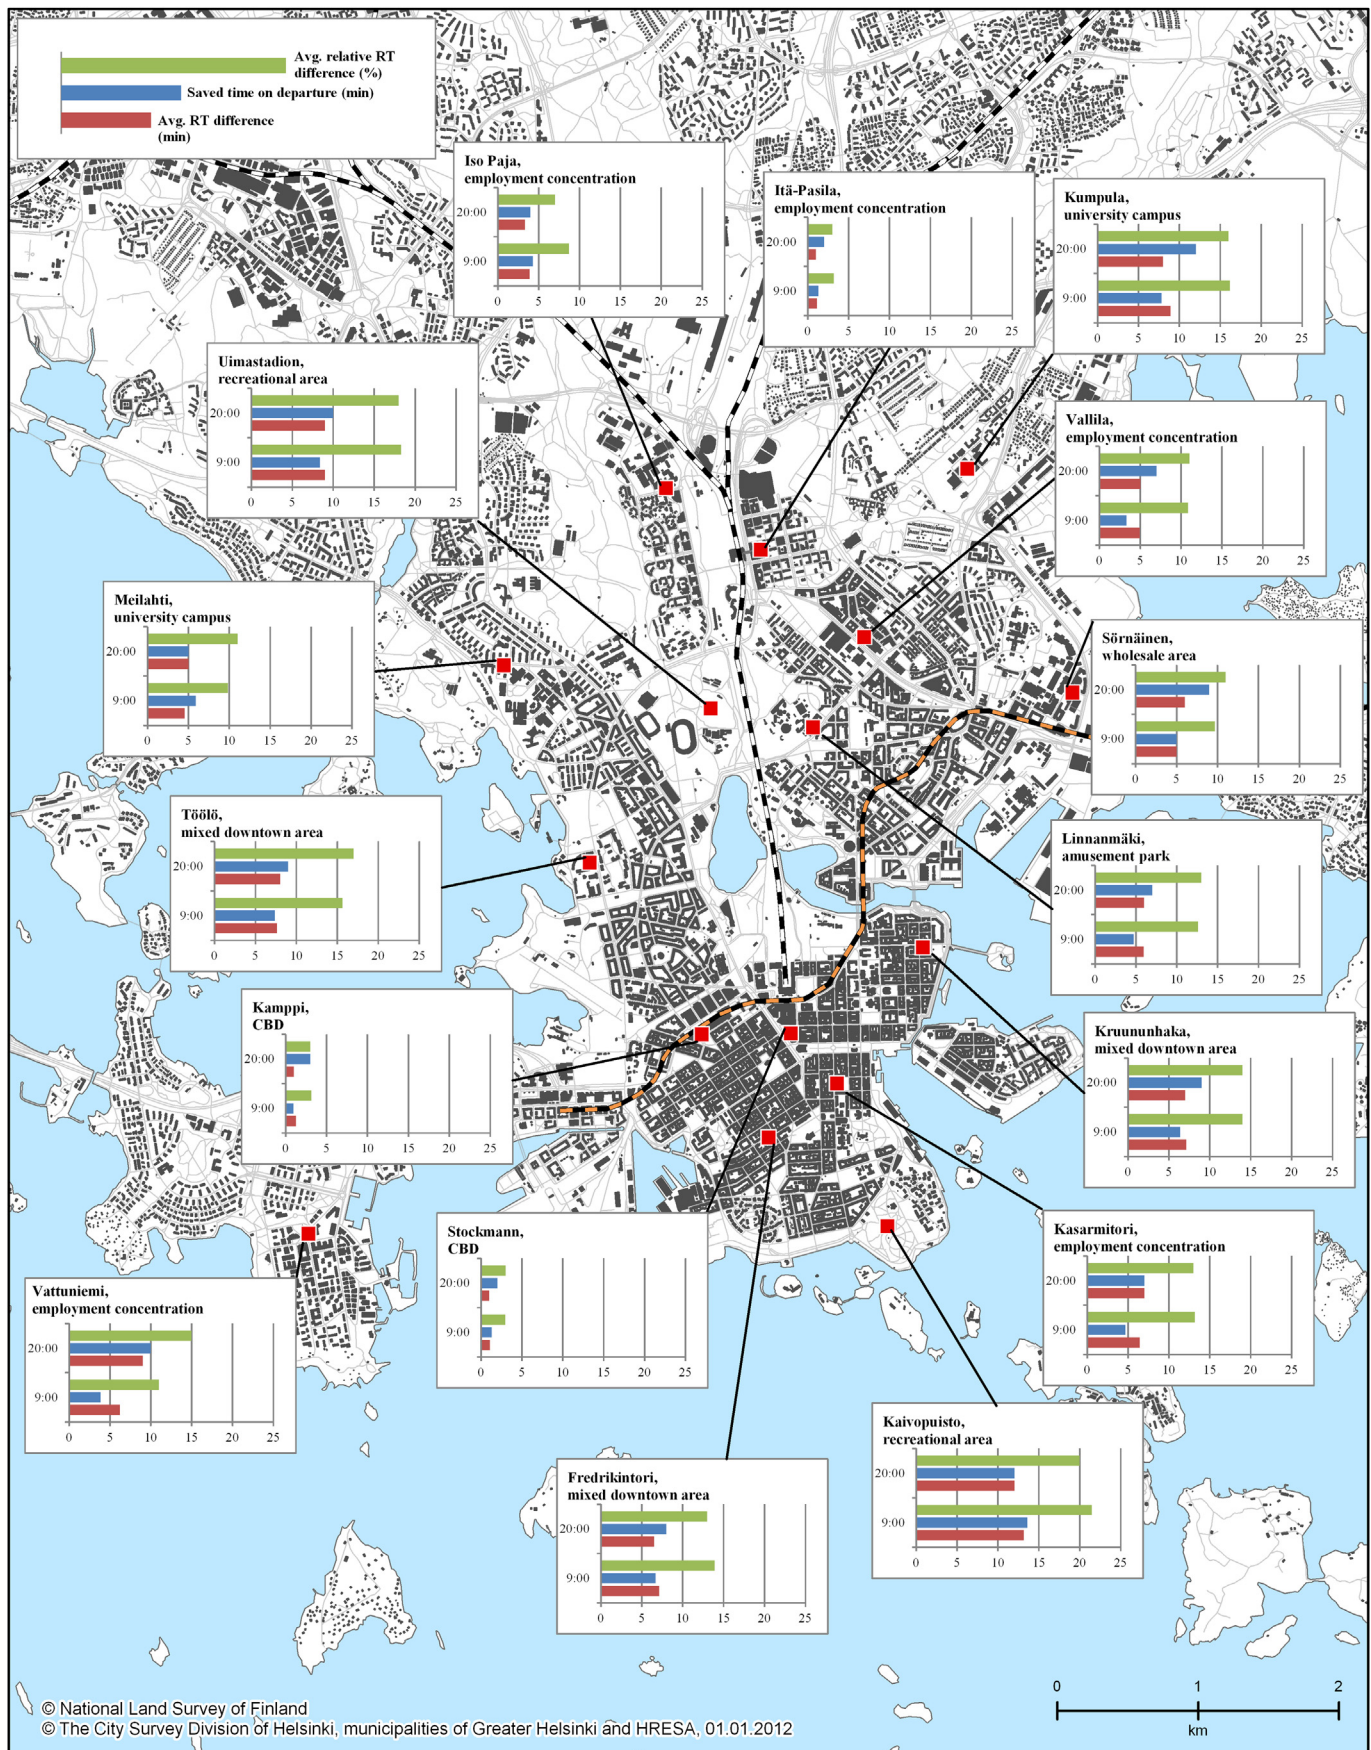 Avg. relative RT
difference (%)
Saved time on departure (min)
Avg. RT difference
(min)
Iso Paja,
employment concentration
20:00
9:00
0 5 10 15 20 25
Itä-Pasila,
employment concentration
20:00
9:00
0 5 10 15 20 25
Kumpula,
university campus
20:00
9:00
0 5 10 15 20 25
Uimastadion,
recreational area
20:00
9:00
0 5 10 15 20 25
Vallila,
employment concentration
20:00
9:00
0 5 10 15 20 25
Meilahti,
university campus
20:00
9:00
0 5 10 15 20 25
Sörnäinen,
wholesale area
20:00
9:00
0 5 10 15 20 25
Töölö,
mixed downtown area
20:00
9:00
0 5 10 15 20 25
Linnanmäki,
amusement park
20:00
9:00
0 5 10 15 20 25
Kamppi,
CBD
20:00
9:00
0 5 10 15 20 25
Kruununhaka,
mixed downtown area
20:00
9:00
0 5 10 15 20 25
Stockmann,
CBD
20:00
9:00
0 5 10 15 20 25
Kasarmitori,
employment concentration
20:00
9:00
0 5 10 15 20 25
Vattuniemi,
employment concentration
20:00
9:00
0 5 10 15 20 25
Kaivopuisto,
recreational area
20:00
9:00
0 5 10 15 20 25
Fredrikintori,
mixed downtown area
20:00
9:00
0 5 10 15 20 25
0 1 2
km
© National Land Survey of Finland
© The City Survey Division of Helsinki, municipalities of Greater Helsinki and HRESA, 01.01.2012